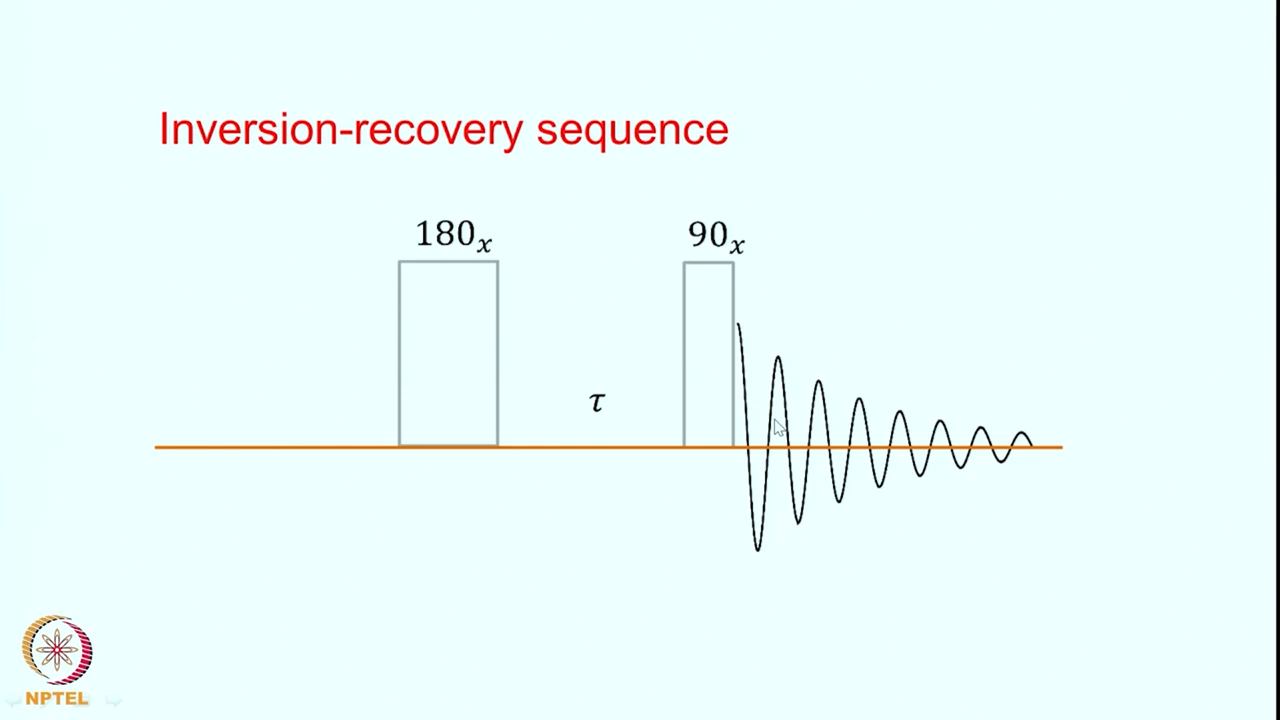 Inversion-recovery sequence
180ₓ
90ₓ
τ
NPTEL